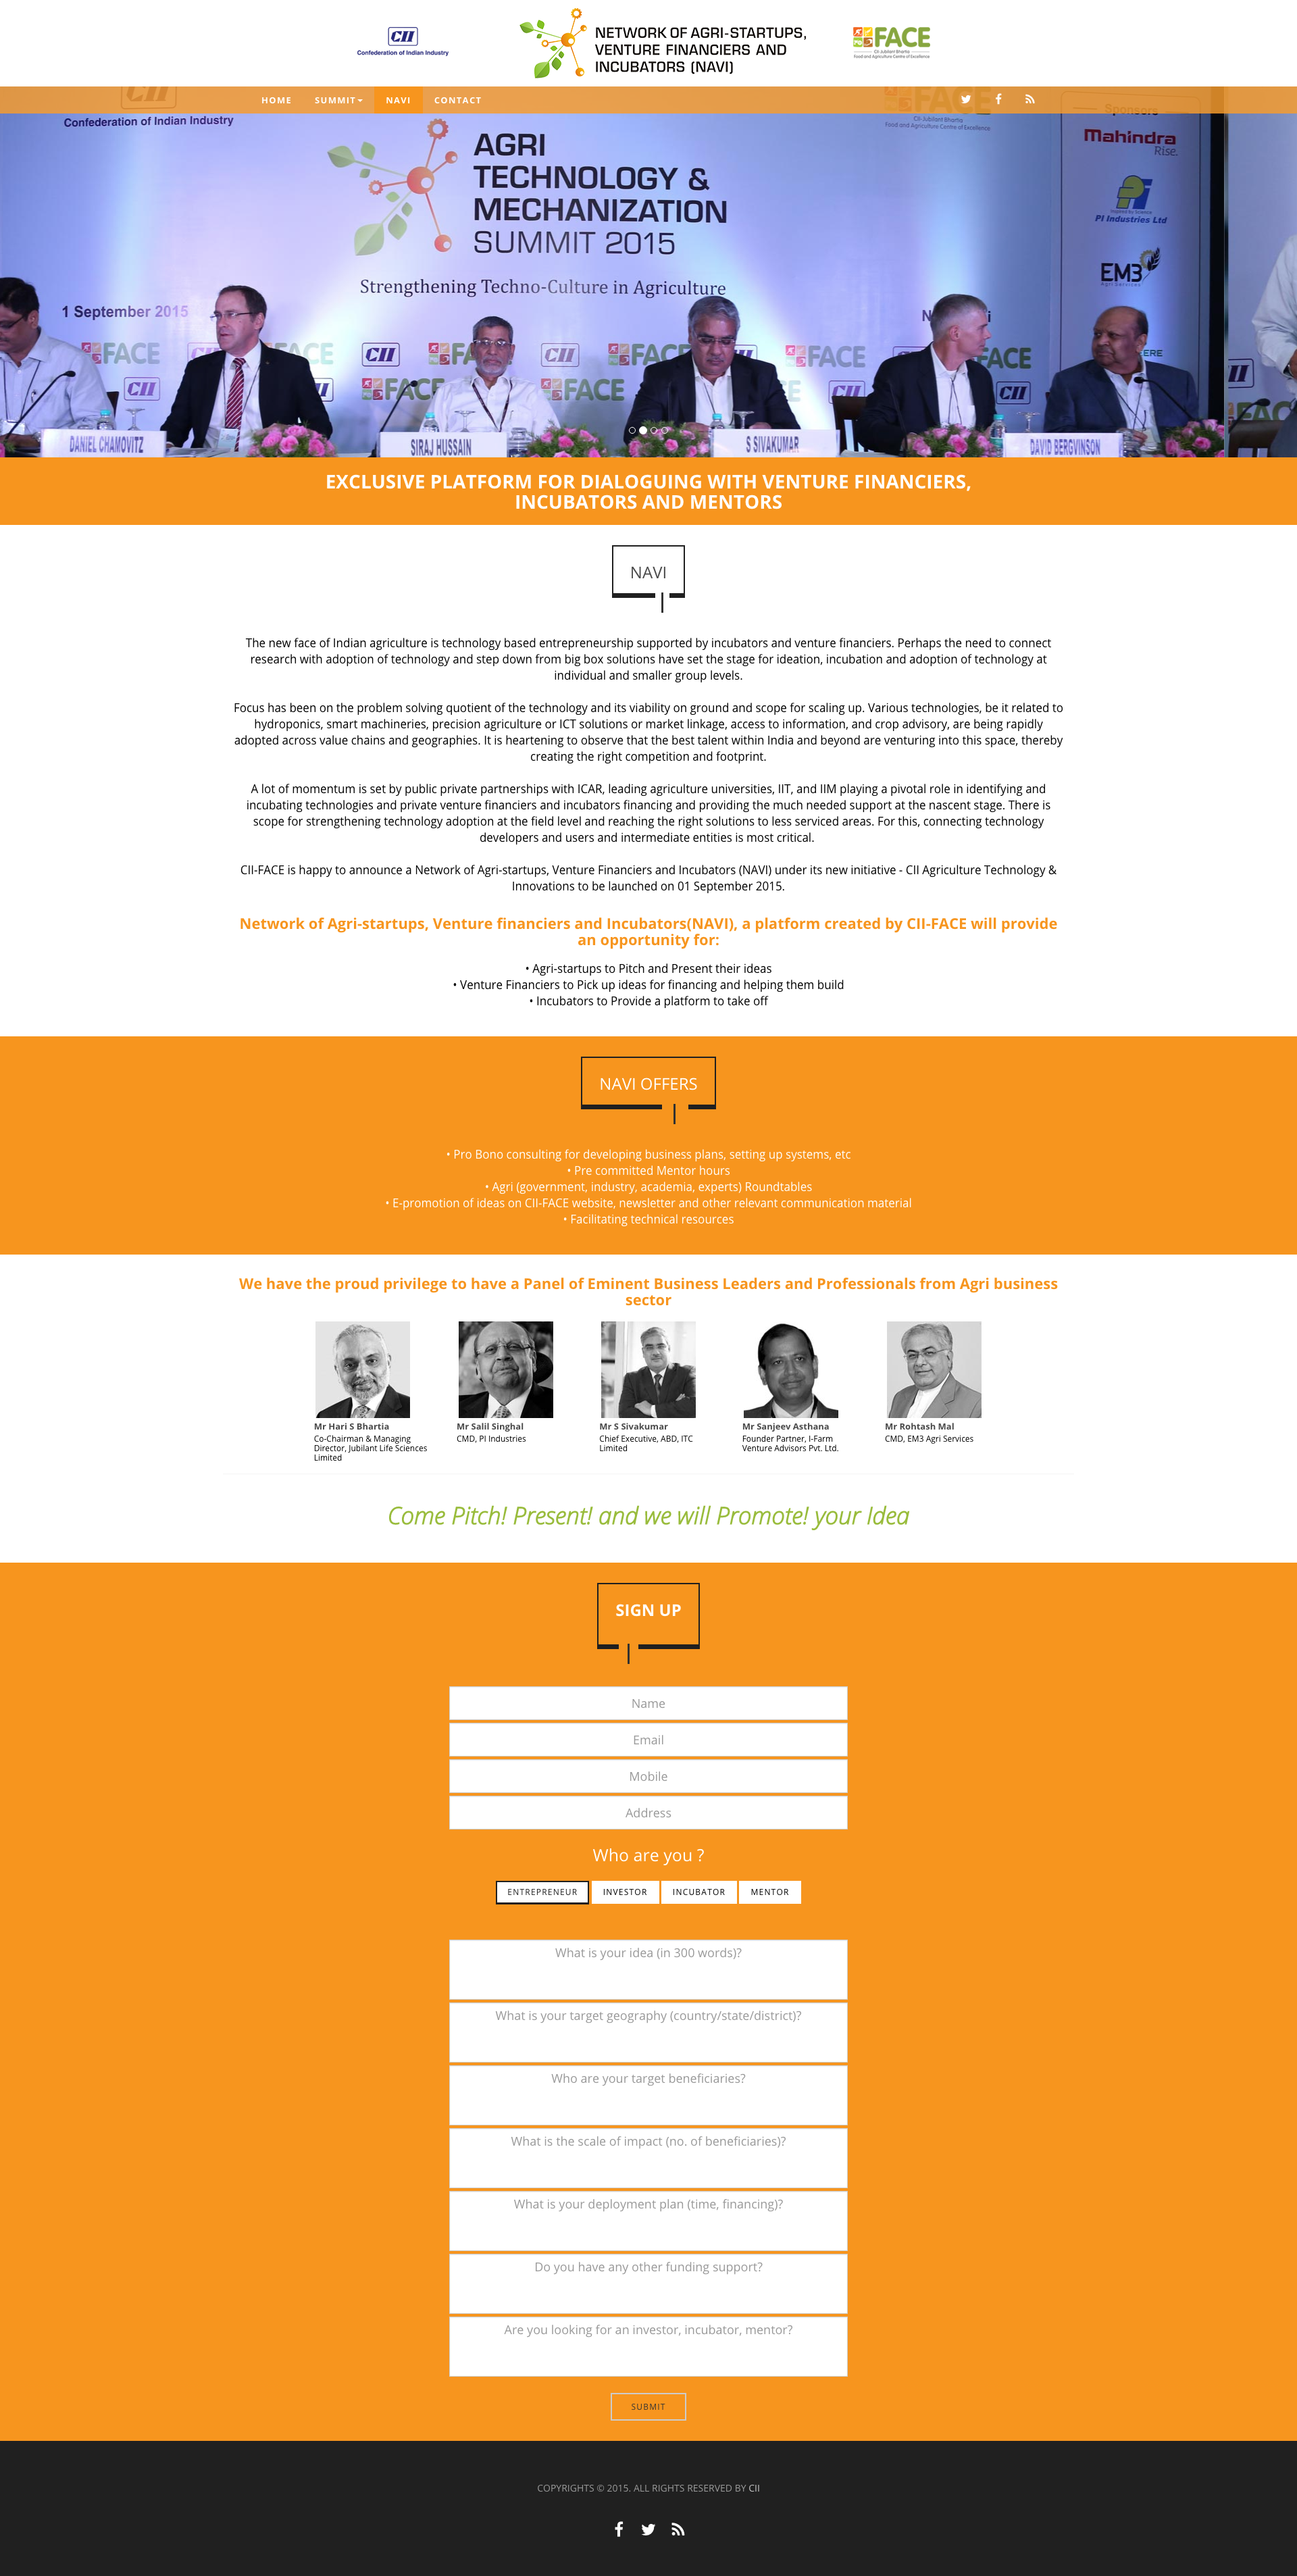 CII
Confederation of Indian Industry
NETWORK OF AGRI-STARTUPS,
VENTURE FINANCIERS AND
INCUBATORS (NAVI)
FACE
CII-Jubilant Bhartia
Food and Agriculture Centre of Excellence
HOME SUMMIT NAVI CONTACT
CII
Confederation of Indian Industry
FACE
CII-Jubilant Bhartia
Food and Agriculture Centre of Excellence
Sponsors
Mahindra
Rise.
PI Industries Ltd
EM3
Agri Services
AGRI
TECHNOLOGY &
MECHANIZATION
SUMMIT 2015
Strengthening Techno-Culture in Agriculture
1 September 2015
FACE CII FACE CII FACE CII FACE
CII FACE CII FACE CII CII
DANIEL CHAMOVITZ
SIRAJ HUSSAIN
S SIVAKUMAR
DAVID BERGVINSON
EXCLUSIVE PLATFORM FOR DIALOGUING WITH VENTURE FINANCIERS,
INCUBATORS AND MENTORS
NAVI
The new face of Indian agriculture is technology based entrepreneurship supported by incubators and venture financiers. Perhaps the need to connect
research with adoption of technology and step down from big box solutions have set the stage for ideation, incubation and adoption of technology at
individual and smaller group levels.
Focus has been on the problem solving quotient of the technology and its viability on ground and scope for scaling up. Various technologies, be it related to
hydroponics, smart machineries, precision agriculture or ICT solutions or market linkage, access to information, and crop advisory, are being rapidly
adopted across value chains and geographies. It is heartening to observe that the best talent within India and beyond are venturing into this space, thereby
creating the right competition and footprint.
A lot of momentum is set by public private partnerships with ICAR, leading agriculture universities, IIT, and IIM playing a pivotal role in identifying and
incubating technologies and private venture financiers and incubators financing and providing the much needed support at the nascent stage. There is
scope for strengthening technology adoption at the field level and reaching the right solutions to less serviced areas. For this, connecting technology
developers and users and intermediate entities is most critical.
CII-FACE is happy to announce a Network of Agri-startups, Venture Financiers and Incubators (NAVI) under its new initiative - CII Agriculture Technology &
Innovations to be launched on 01 September 2015.
Network of Agri-startups, Venture financiers and Incubators(NAVI), a platform created by CII-FACE will provide
an opportunity for:
• Agri-startups to Pitch and Present their ideas
• Venture Financiers to Pick up ideas for financing and helping them build
• Incubators to Provide a platform to take off
NAVI OFFERS
• Pro Bono consulting for developing business plans, setting up systems, etc
• Pre committed Mentor hours
• Agri (government, industry, academia, experts) Roundtables
• E-promotion of ideas on CII-FACE website, newsletter and other relevant communication material
• Facilitating technical resources
We have the proud privilege to have a Panel of Eminent Business Leaders and Professionals from Agri business
sector
Mr Hari S Bhartia
Co-Chairman & Managing
Director, Jubilant Life Sciences
Limited
Mr Salil Singhal
CMD, PI Industries
Mr S Sivakumar
Chief Executive, ABD, ITC
Limited
Mr Sanjeev Asthana
Founder Partner, I-Farm
Venture Advisors Pvt. Ltd.
Mr Rohtash Mal
CMD, EM3 Agri Services
Come Pitch! Present! and we will Promote! your Idea
SIGN UP
Name
Email
Mobile
Address
Who are you ?
ENTREPRENEUR INVESTOR INCUBATOR MENTOR
What is your idea (in 300 words)?
What is your target geography (country/state/district)?
Who are your target beneficiaries?
What is the scale of impact (no. of beneficiaries)?
What is your deployment plan (time, financing)?
Do you have any other funding support?
Are you looking for an investor, incubator, mentor?
SUBMIT
COPYRIGHTS © 2015. ALL RIGHTS RESERVED BY CII